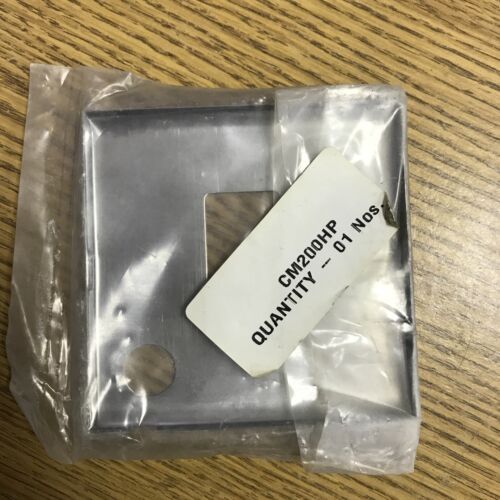 CM200HP
QUANTITY - 01 Nos.